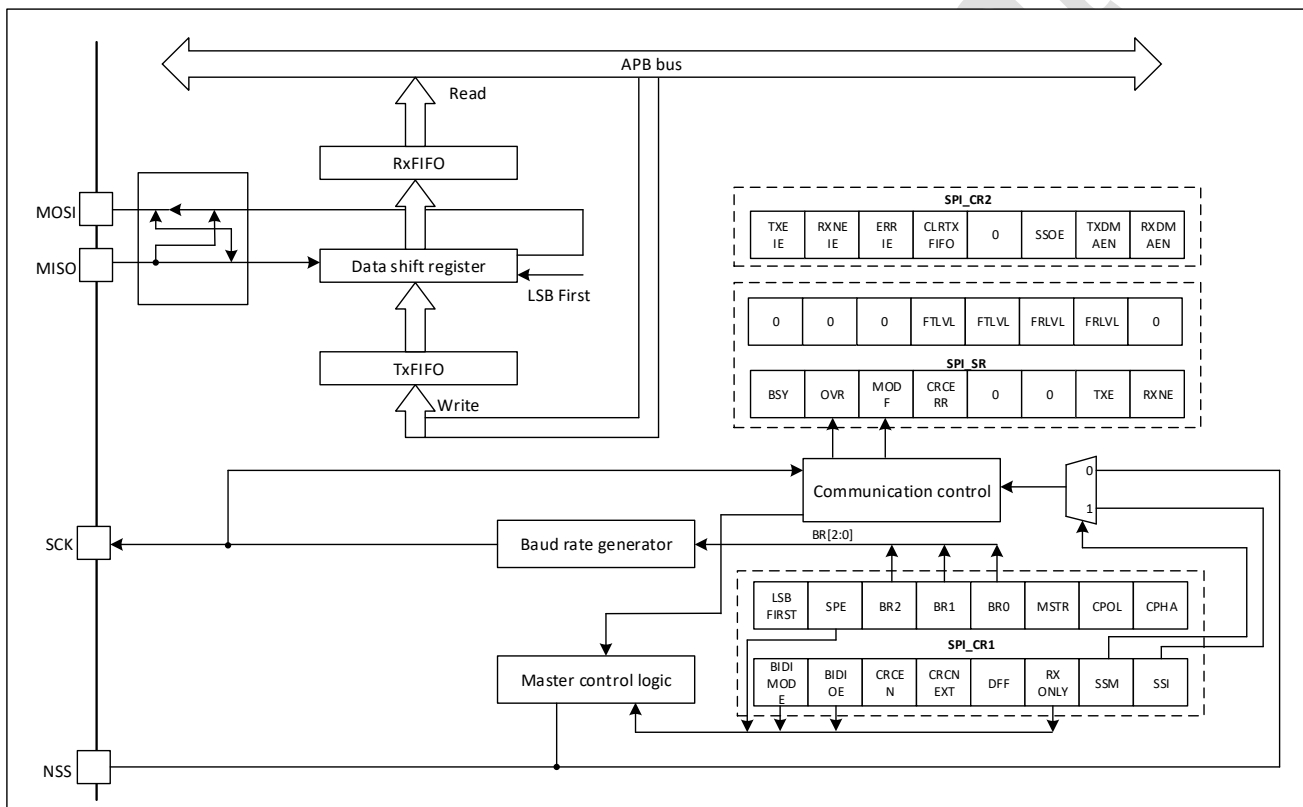 APB bus
Read
RxFIFO
MOSI
MISO
Data shift register
LSB First
TxFIFO
Write
SPI_CR2
TXE
IE
RXNE
IE
ERR
IE
CLRTX
FIFO
0
SSOE
TXDM
AEN
RXDM
AEN
0
0
0
FTLVL
FTLVL
FRLVL
FRLVL
0
SPI_SR
BSY
OVR
MOD
F
CRCE
RR
0
0
TXE
RXNE
Communication control
0
1
SCK
Baud rate generator
BR[2:0]
LSB
FIRST
SPE
BR2
BR1
BR0
MSTR
CPOL
CPHA
SPI_CR1
BIDI
MOD
E
BIDI
OE
CRCE
N
CRCN
EXT
DFF
RX
ONLY
SSM
SSI
Master control logic
NSS